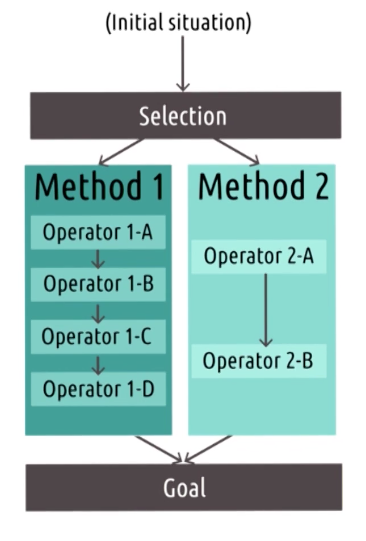 (Initial situation)
Selection
Method 1
Operator 1-A
Operator 1-B
Operator 1-C
Operator 1-D
Method 2
Operator 2-A
Operator 2-B
Goal